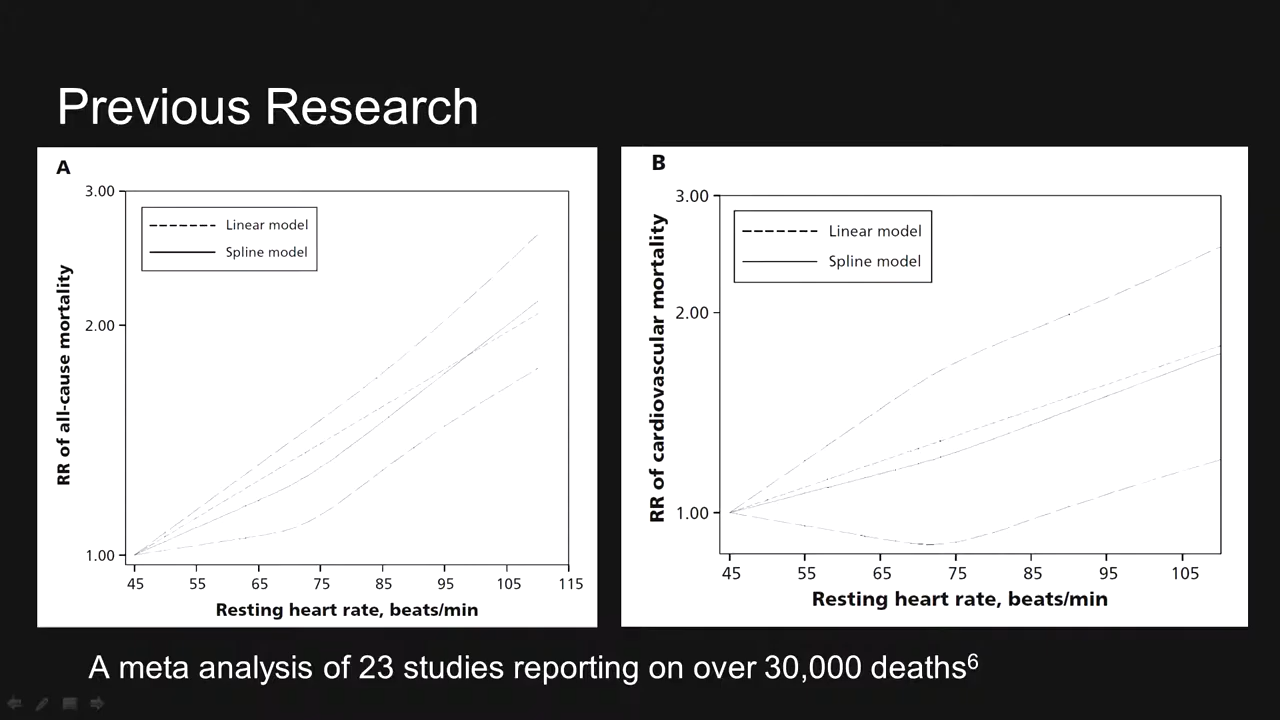 Previous Research
A
3.00
2.00
1.00
RR of all-cause mortality
Linear model
Spline model
45 55 65 75 85 95 105 115
Resting heart rate, beats/min
B
3.00
2.00
1.00
RR of cardiovascular mortality
Linear model
Spline model
45 55 65 75 85 95 105
Resting heart rate, beats/min
A meta analysis of 23 studies reporting on over 30,000 deaths⁶